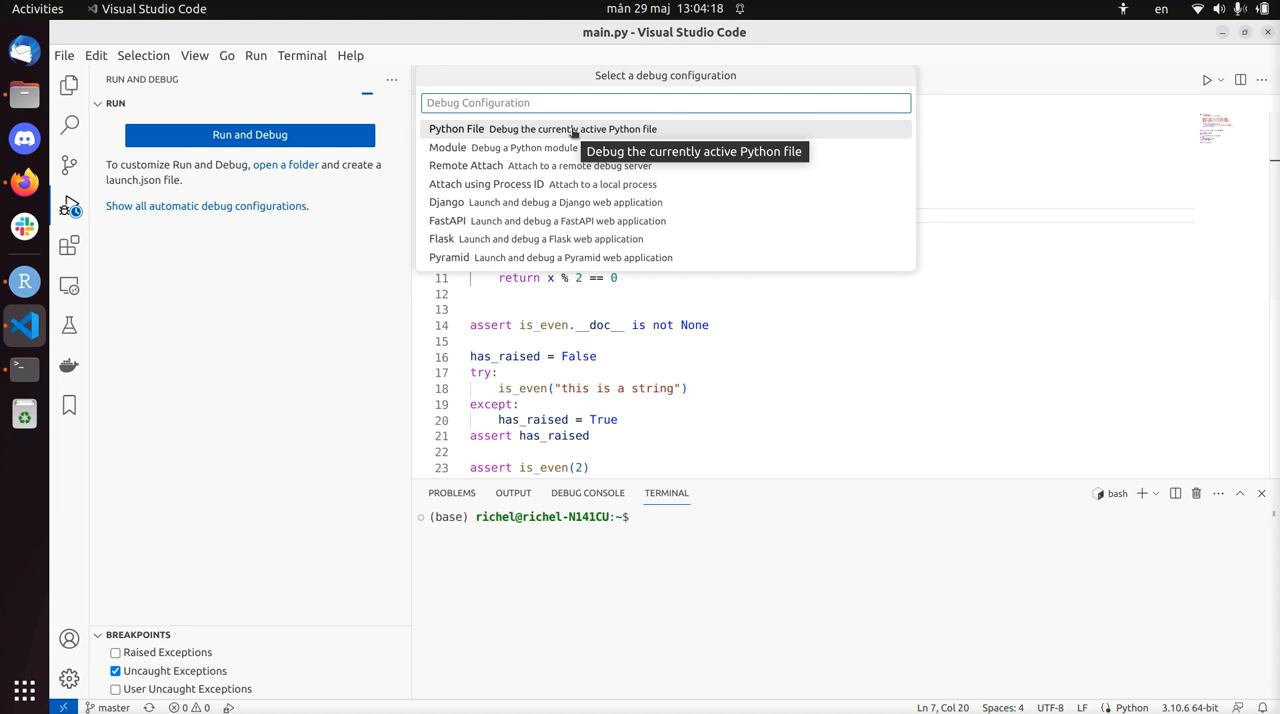 Activities
Visual Studio Code
mån 29 maj 13:04:18
en
main.py - Visual Studio Code
File Edit Selection View Go Run Terminal Help
RUN AND DEBUG
RUN
Run and Debug
To customize Run and Debug, open a folder and create a
launch.json file.
Show all automatic debug configurations.
Select a debug configuration
Debug Configuration
Python File Debug the currently active Python file
Debug the currently active Python file
Module Debug a Python module
Remote Attach Attach to a remote debug server
Attach using Process ID Attach to a local process
Django Launch and debug a Django web application
FastAPI Launch and debug a FastAPI web application
Flask Launch and debug a Flask web application
Pyramid Launch and debug a Pyramid web application
11 return x % 2 == 0
12
13
14 assert is_even.__doc__ is not None
15
16 has_raised = False
17 try:
18 is_even("this is a string")
19 except:
20 has_raised = True
21 assert has_raised
22
23 assert is_even(2)
PROBLEMS OUTPUT DEBUG CONSOLE TERMINAL
bash
(base) richel@richel-N141CU:~$
BREAKPOINTS
Raised Exceptions
Uncaught Exceptions
User Uncaught Exceptions
master
0 0
Ln 7, Col 20 Spaces: 4 UTF-8 LF Python 3.10.6 64-bit